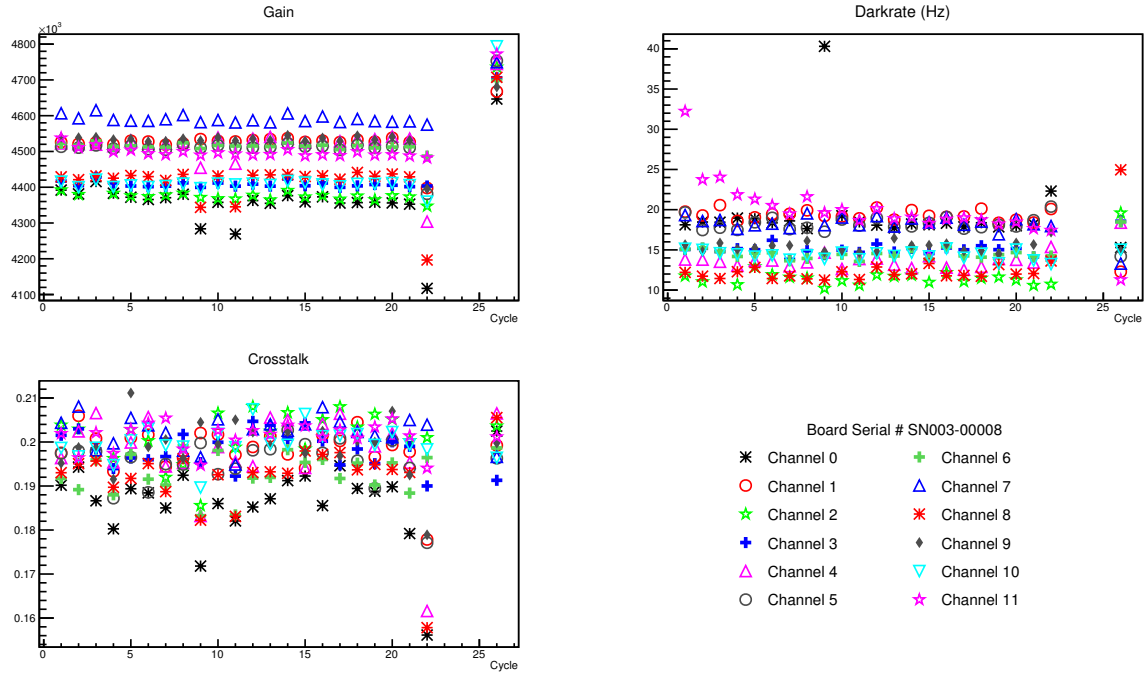 Gain
×10³
4800
4700
4600
4500
4400
4300
4200
4100
0 5 10 15 20 25
Cycle
Darkrate (Hz)
40
35
30
25
20
15
10
0 5 10 15 20 25
Cycle
Crosstalk
0.21
0.2
0.19
0.18
0.17
0.16
0 5 10 15 20 25
Cycle
Board Serial # SN003-00008
Channel 0 Channel 6
Channel 1 Channel 7
Channel 2 Channel 8
Channel 3 Channel 9
Channel 4 Channel 10
Channel 5 Channel 11